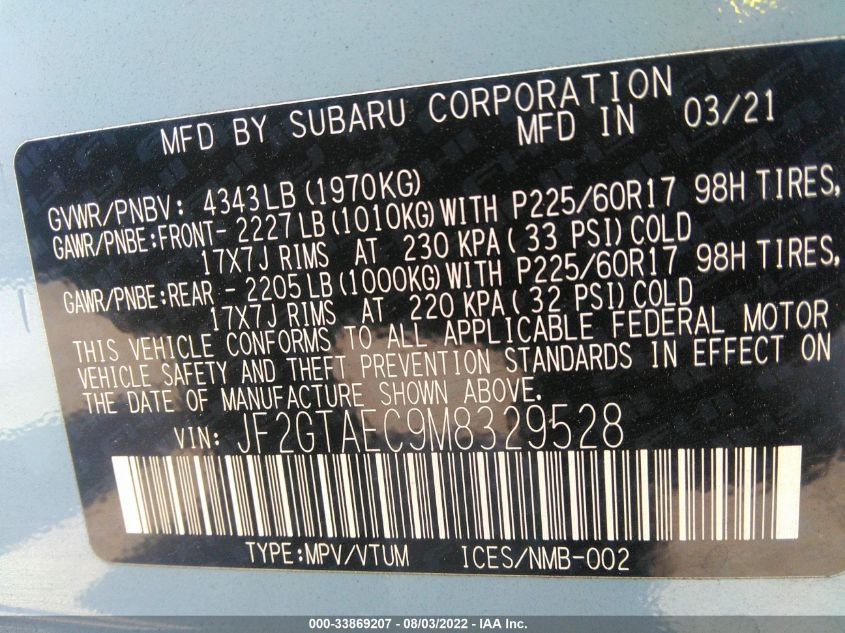 MFD BY SUBARU CORPORATION
MFD IN 03/21
GVWR/PNBV: 4343LB (1970KG)
GAWR/PNBE:FRONT- 2227 LB (1010KG) WITH P225/60R17 98H TIRES,
17X7J RIMS AT 230 KPA ( 33 PSI) COLD
GAWR/PNBE:REAR - 2205 LB (1000KG) WITH P225/60R17 98H TIRES,
17X7J RIMS AT 220 KPA ( 32 PSI) COLD
THIS VEHICLE CONFORMS TO ALL APPLICABLE FEDERAL MOTOR
VEHICLE SAFETY AND THEFT PREVENTION STANDARDS IN EFFECT ON
THE DATE OF MANUFACTURE SHOWN ABOVE.
VIN: JF2GTAEC9M8329528
TYPE:MPV/VTUM ICES/NMB-002
000-33869207 - 08/03/2022 - IAA Inc.